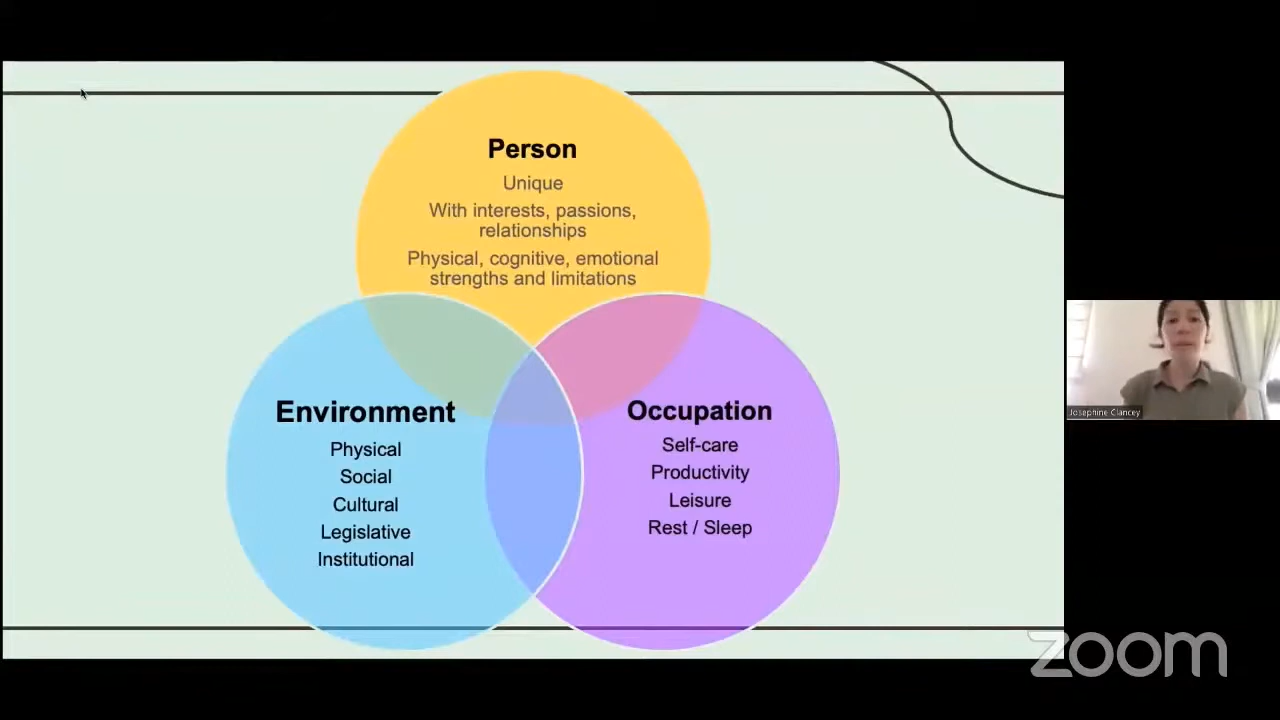 Person
Unique
With interests, passions,
relationships
Physical, cognitive, emotional
strengths and limitations
Environment
Physical
Social
Cultural
Legislative
Institutional
Occupation
Self-care
Productivity
Leisure
Rest / Sleep
Josephine Clancey
zoom